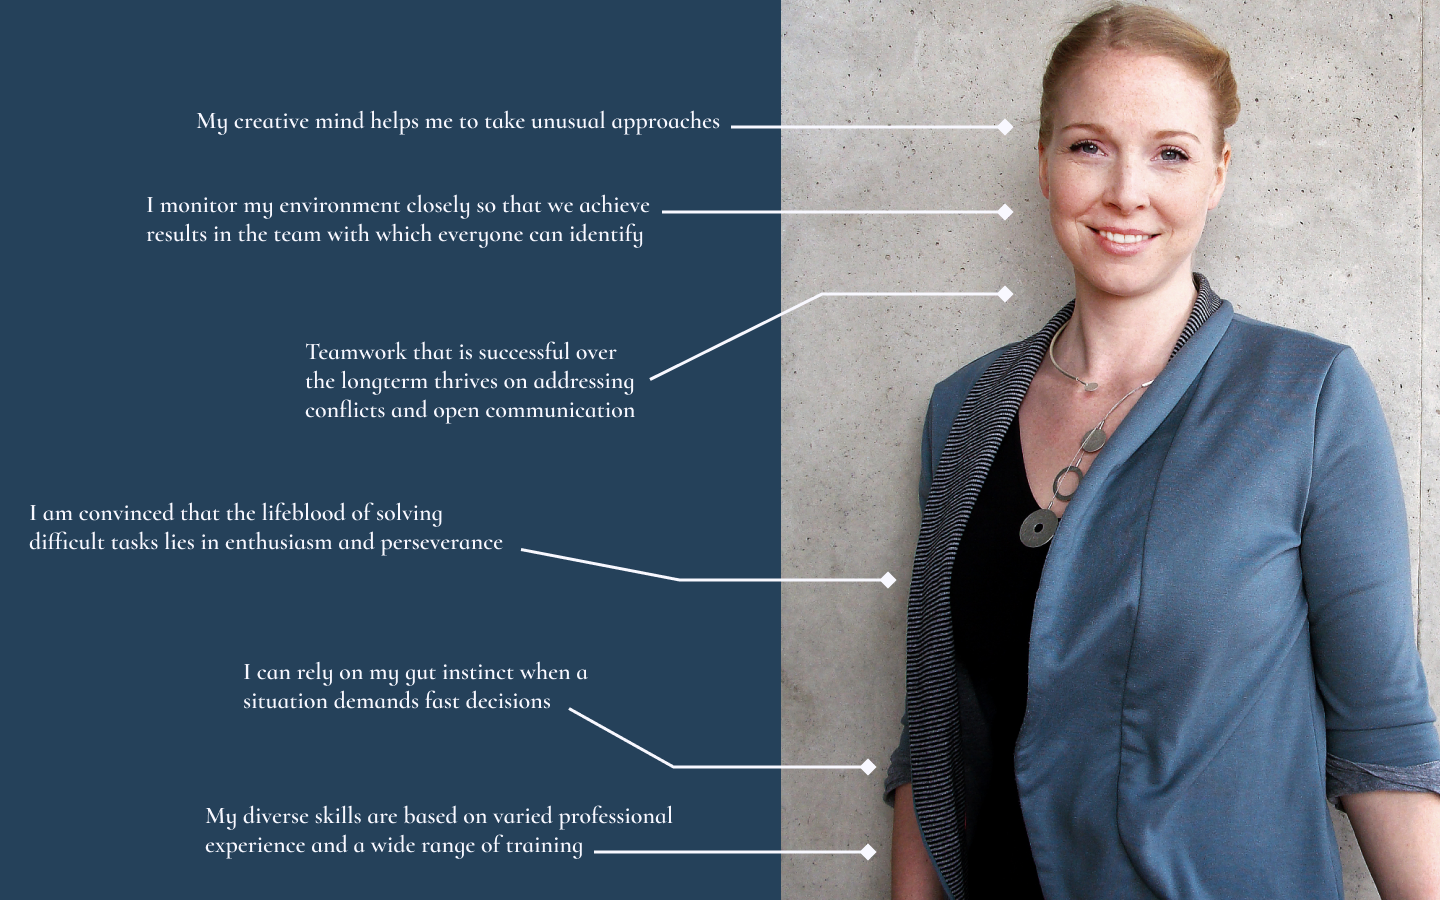 My creative mind helps me to take unusual approaches
I monitor my environment closely so that we achieve
results in the team with which everyone can identify
Teamwork that is successful over
the longterm thrives on addressing
conflicts and open communication
I am convinced that the lifeblood of solving
difficult tasks lies in enthusiasm and perseverance
I can rely on my gut instinct when a
situation demands fast decisions
My diverse skills are based on varied professional
experience and a wide range of training